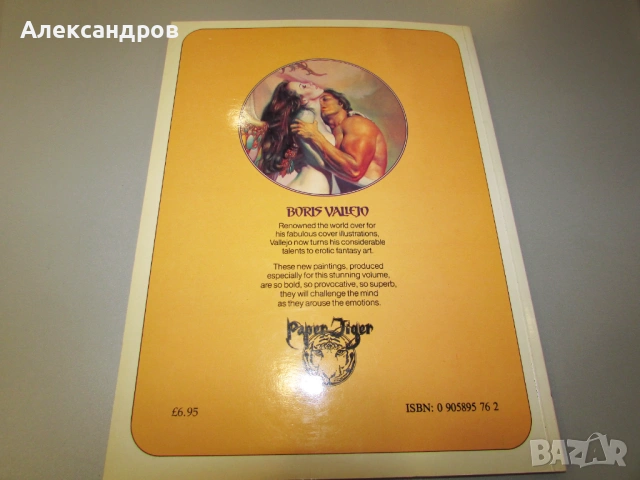 Александров
BORIS VALLEJO
Renowned the world over for
his fabulous cover illustrations,
Vallejo now turns his considerable
talents to erotic fantasy art.
These new paintings, produced
especially for this stunning volume,
are so bold, so provocative, so superb,
they will challenge the mind
as they arouse the emotions.
Paper Tiger
£6.95
ISBN: 0 905895 76 2
BAZAR